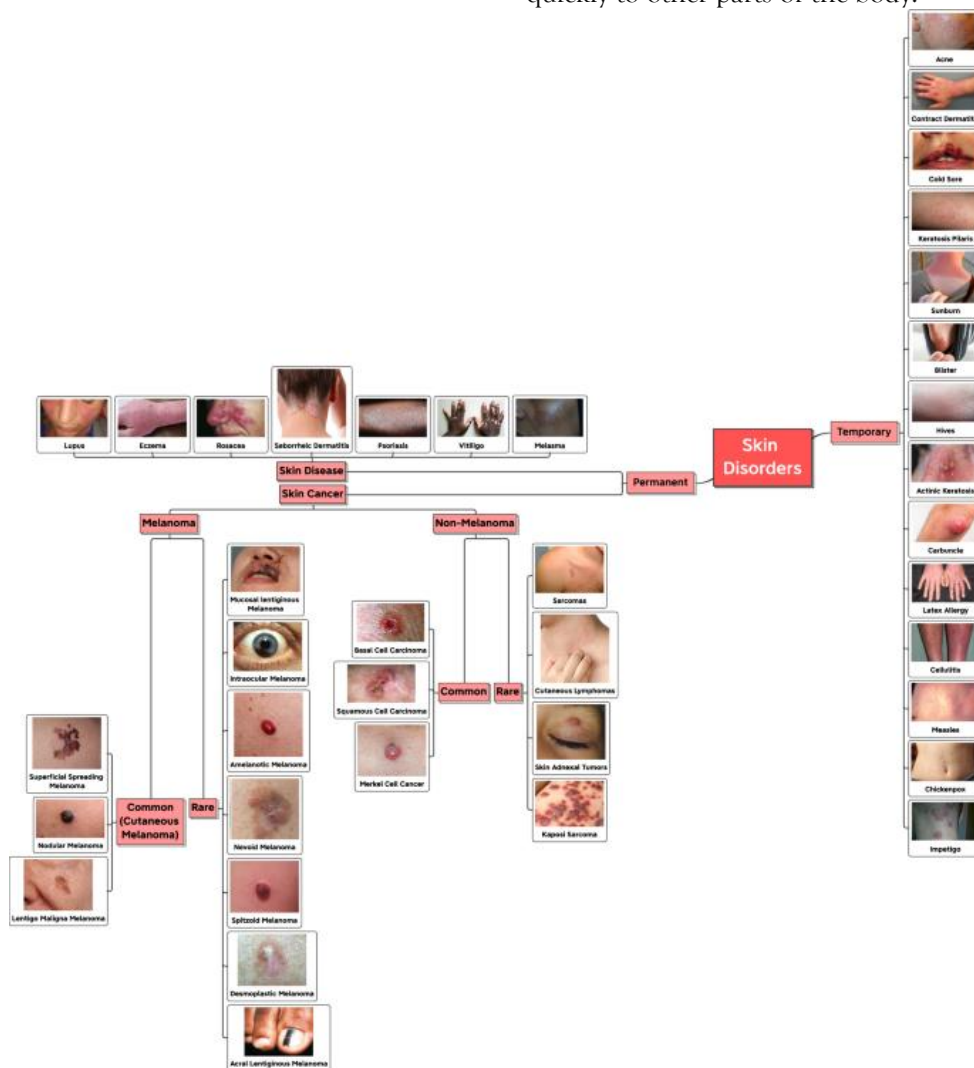 quickly to other parts of the body.
Acne
Contract Dermatit
Cold Sore
Keratosis Pilaris
Sunburn
Blister
Hives
Actinic Keratosis
Carbuncle
Latex Allergy
Cellulitis
Measles
Chickenpox
Impetigo
Temporary
Skin
Disorders
Permanent
Lupus
Eczema
Rosacea
Seborrheic Dermatitis
Psoriasis
Vitiligo
Melasma
Skin Disease
Skin Cancer
Melanoma
Non-Melanoma
Mucosal lentiginous
Melanoma
Intraocular Melanoma
Amelanotic Melanoma
Nevoid Melanoma
Spitzoid Melanoma
Desmoplastic Melanoma
Acral Lentiginous Melanoma
Rare
Common
(Cutaneous
Melanoma)
Superficial Spreading
Melanoma
Nodular Melanoma
Lentigo Maligna Melanoma
Basal Cell Carcinoma
Squamous Cell Carcinoma
Merkel Cell Cancer
Common
Rare
Sarcomas
Cutaneous Lymphomas
Skin Adnexal Tumors
Kaposi Sarcoma